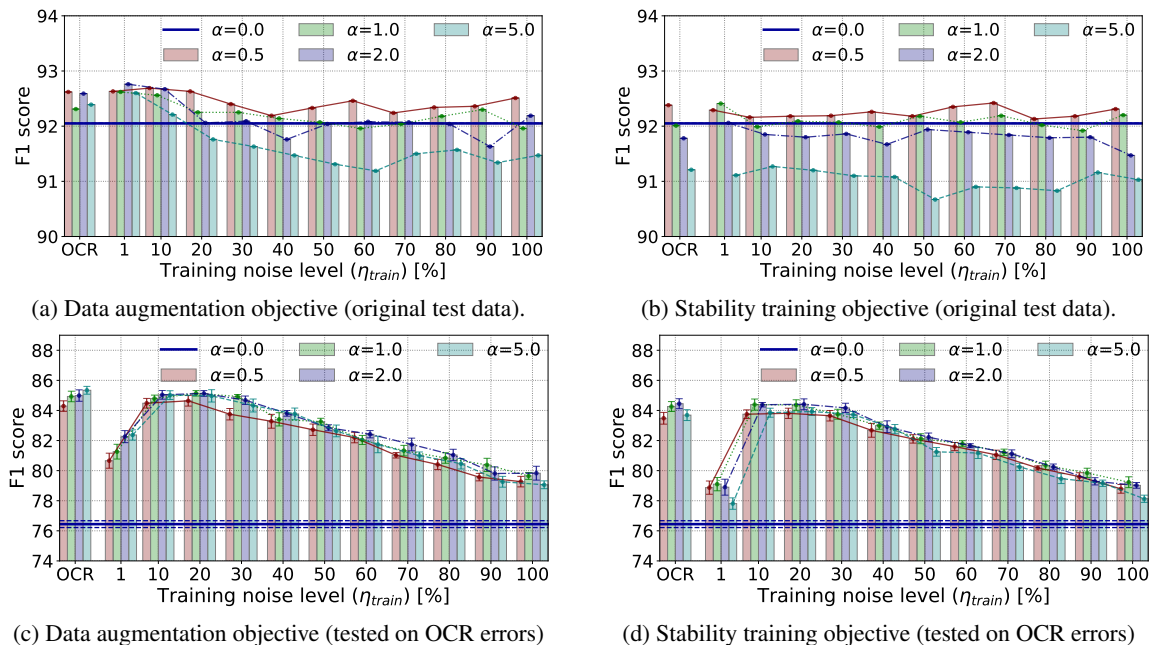 94
93
92
91
90
F1 score
α=0.0
α=0.5
α=1.0
α=2.0
α=5.0
OCR 1 10 20 30 40 50 60 70 80 90 100
Training noise level (η_train) [%]
(a) Data augmentation objective (original test data).
94
93
92
91
90
F1 score
α=0.0
α=0.5
α=1.0
α=2.0
α=5.0
OCR 1 10 20 30 40 50 60 70 80 90 100
Training noise level (η_train) [%]
(b) Stability training objective (original test data).
88
86
84
82
80
78
76
74
F1 score
α=0.0
α=0.5
α=1.0
α=2.0
α=5.0
OCR 1 10 20 30 40 50 60 70 80 90 100
Training noise level (η_train) [%]
(c) Data augmentation objective (tested on OCR errors)
88
86
84
82
80
78
76
74
F1 score
α=0.0
α=0.5
α=1.0
α=2.0
α=5.0
OCR 1 10 20 30 40 50 60 70 80 90 100
Training noise level (η_train) [%]
(d) Stability training objective (tested on OCR errors)